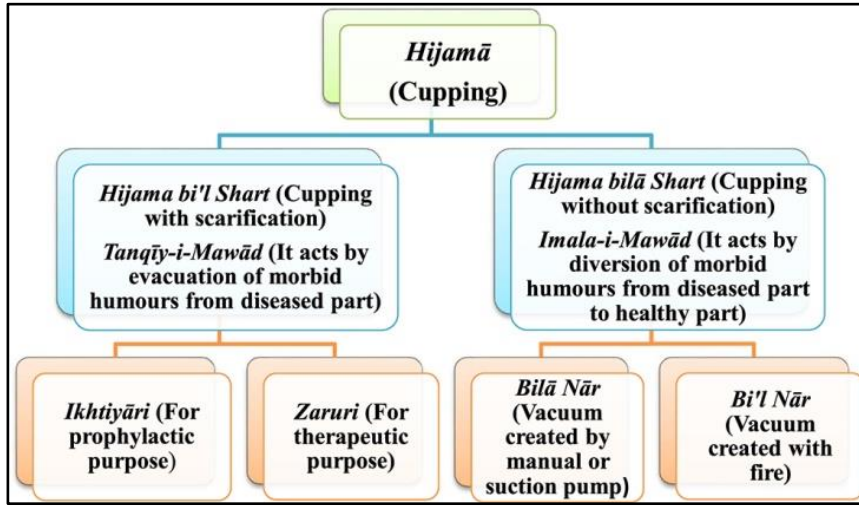 Hijamā
(Cupping)
Hijama bi'l Shart (Cupping
with scarification)
Tanqīy-i-Mawād (It acts by
evacuation of morbid
humours from diseased part)
Hijama bilā Shart (Cupping
without scarification)
Imala-i-Mawād (It acts by
diversion of morbid
humours from diseased part
to healthy part)
Ikhtiyāri (For
prophylactic
purpose)
Zaruri (For
therapeutic
purpose)
Bilā Nār
(Vacuum
created by
manual or
suction pump)
Bi'l Nār
(Vacuum
created with
fire)